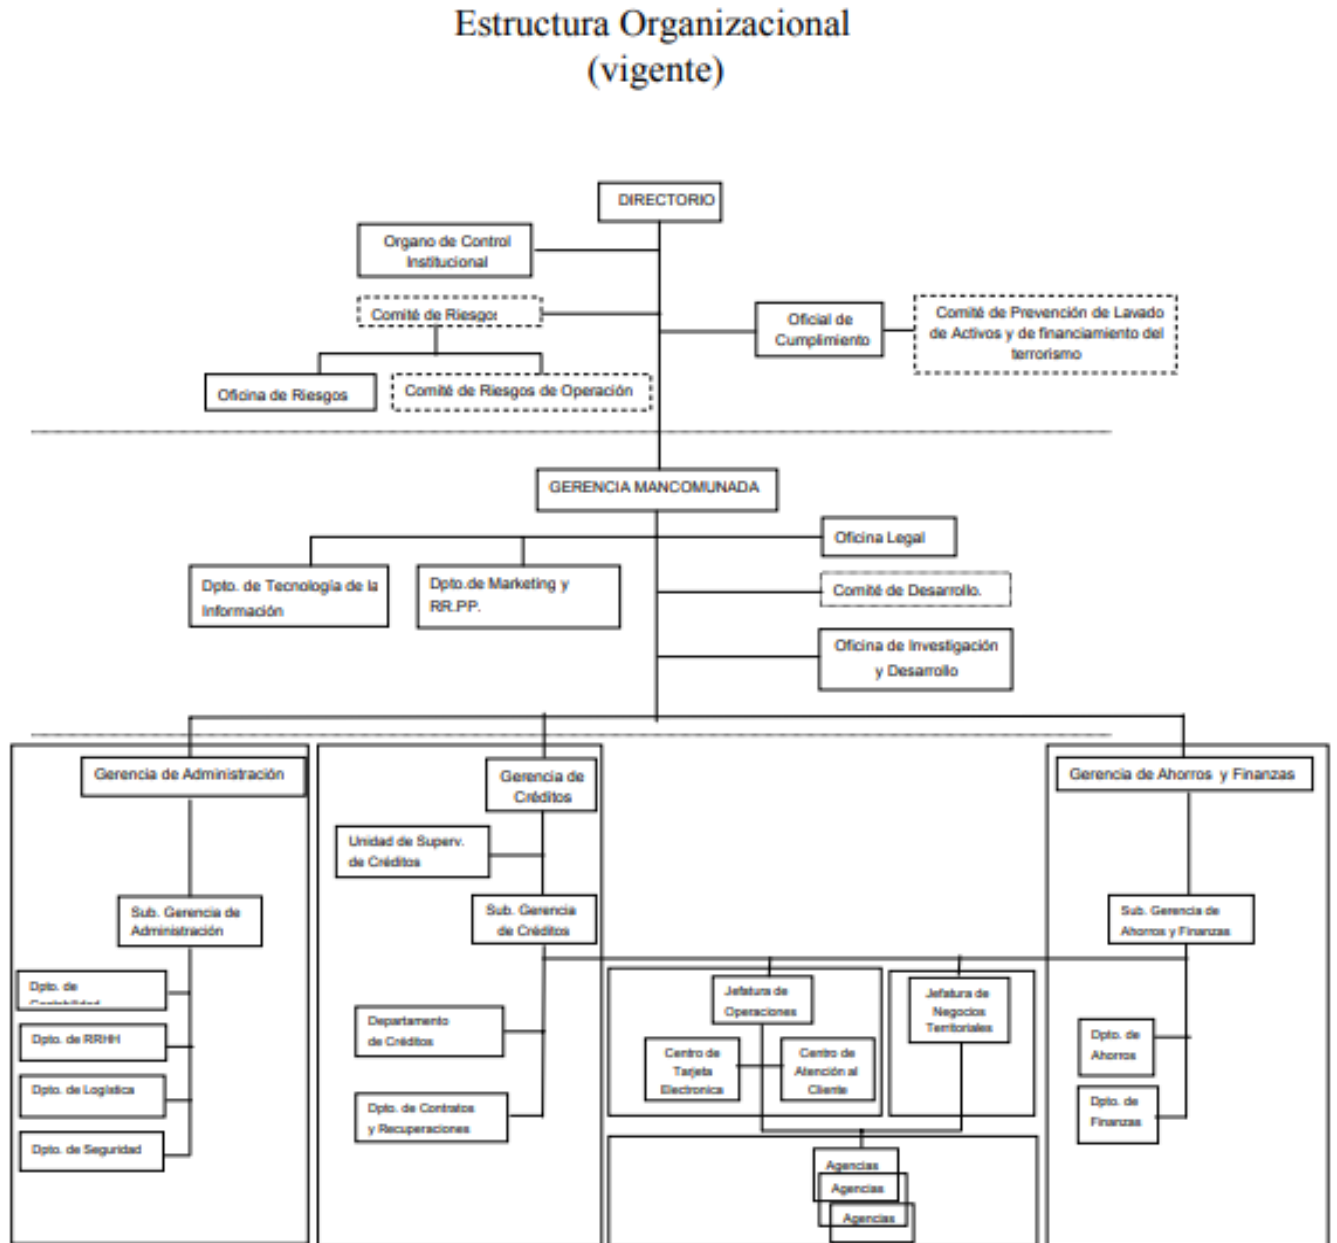 Estructura Organizacional
(vigente)
DIRECTORIO
Organo de Control
Institucional
Comité de Riesgos
Oficial de
Cumplimiento
Comité de Prevención de Lavado
de Activos y de financiamiento del
terrorismo
Oficina de Riesgos
Comité de Riesgos de Operación
GERENCIA MANCOMUNADA
Oficina Legal
Dpto. de Tecnología de la
Información
Dpto.de Marketing y
RR.PP.
Comité de Desarrollo.
Oficina de Investigación
y Desarrollo
Gerencia de Administración
Gerencia de
Créditos
Gerencia de Ahorros y Finanzas
Unidad de Superv.
de Créditos
Sub. Gerencia de
Administración
Sub. Gerencia
de Créditos
Sub. Gerencia de
Ahorros y Finanzas
Dpto. de
Contabilidad
Dpto. de RRHH
Dpto. de Logística
Dpto. de Seguridad
Departamento
de Créditos
Dpto. de Contratos
y Recuperaciones
Jefatura de
Operaciones
Centro de
Tarjeta
Electronica
Centro de
Atención al
Cliente
Jefatura de
Negocios
Territoriales
Dpto. de
Ahorros
Dpto. de
Finanzas
Agencias
Agencias
Agencias